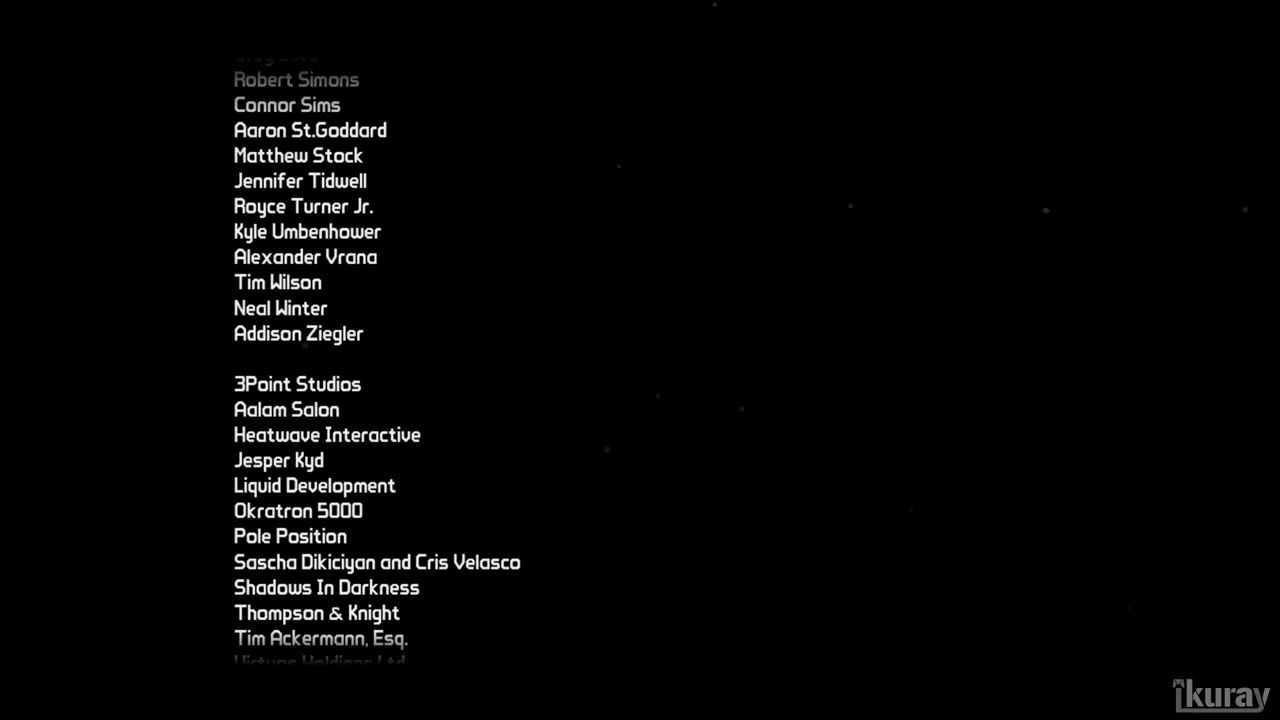 Robert Simons
Connor Sims
Aaron St.Goddard
Matthew Stock
Jennifer Tidwell
Royce Turner Jr.
Kyle Umbenhower
Alexander Vrana
Tim Wilson
Neal Winter
Addison Ziegler
3Point Studios
Aalam Salon
Heatwave Interactive
Jesper Kyd
Liquid Development
Okratron 5000
Pole Position
Sascha Dikiciyan and Cris Velasco
Shadows In Darkness
Thompson & Knight
Tim Ackermann, Esq.
Holdings Ltd
ikuray